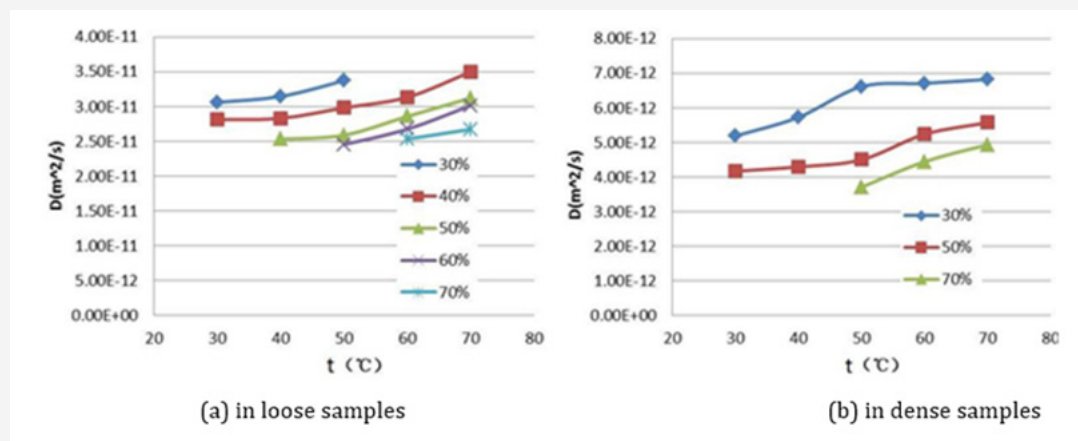 4.00E-11
3.50E-11
3.00E-11
2.50E-11
2.00E-11
1.50E-11
1.00E-11
5.00E-12
0.00E+00
D(m^2/s)
30%
40%
50%
60%
70%
20 30 40 50 60 70 80
t (℃)
(a) in loose samples
8.00E-12
7.00E-12
6.00E-12
5.00E-12
4.00E-12
3.00E-12
2.00E-12
1.00E-12
0.00E+00
D(m^2/s)
30%
50%
70%
20 30 40 50 60 70 80
t (℃)
(b) in dense samples